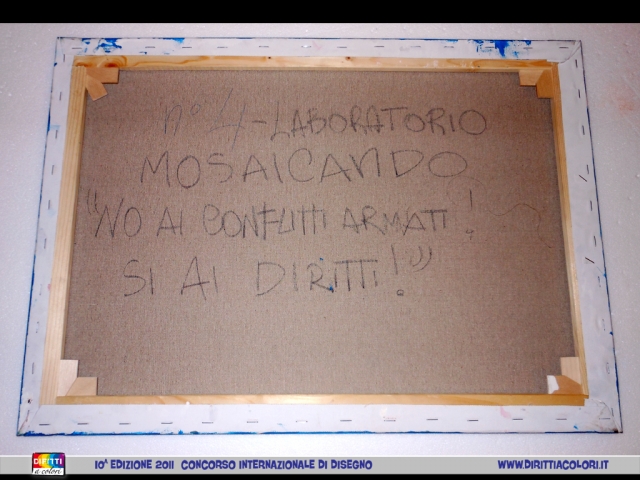 n° 4 - LABORATORIO
MOSAICANDO
"NO AI CONFLITTI ARMATI!
SI AI DIRITTI!"
DIRITTI a colori
10ª EDIZIONE 2011 CONCORSO INTERNAZIONALE DI DISEGNO
WWW.DIRITTIACOLORI.IT